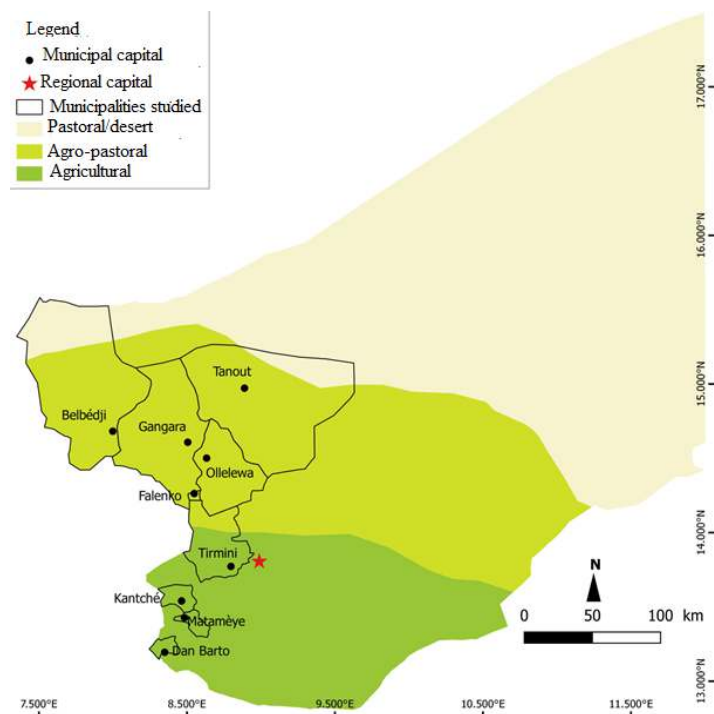 Legend
Municipal capital
Regional capital
Municipalities studied
Pastoral/desert
Agro-pastoral
Agricultural
17.000°N
16.000°N
Tanout
15.000°N
Belbédji
Gangara
Ollelewa
Falenko
14.000°N
Tirmini
N
Kantché
0 50 100 km
Matamèye
Dan Barto
13.000°N
7.500°E 8.500°E 9.500°E 10.500°E 11.500°E